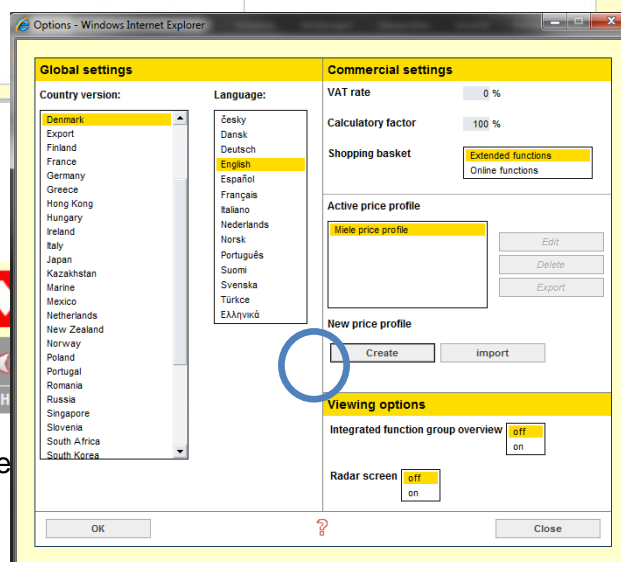 Options - Windows Internet Explorer
Global settings
Country version:
Language:
Denmark
Export
Finland
France
Germany
Greece
Hong Kong
Hungary
Ireland
Italy
Japan
Kazakhstan
Marine
Mexico
Netherlands
New Zealand
Norway
Poland
Portugal
Romania
Russia
Singapore
Slovenia
South Africa
South Korea
česky
Dansk
Deutsch
English
Español
Français
Italiano
Nederlands
Norsk
Português
Suomi
Svenska
Türkce
Ελληνικά
Commercial settings
VAT rate 0 %
Calculatory factor 100 %
Shopping basket
Extended functions
Online functions
Active price profile
Miele price profile
Edit
Delete
Export
New price profile
Create import
Viewing options
Integrated function group overview
off
on
Radar screen
off
on
OK ? Close
H
e